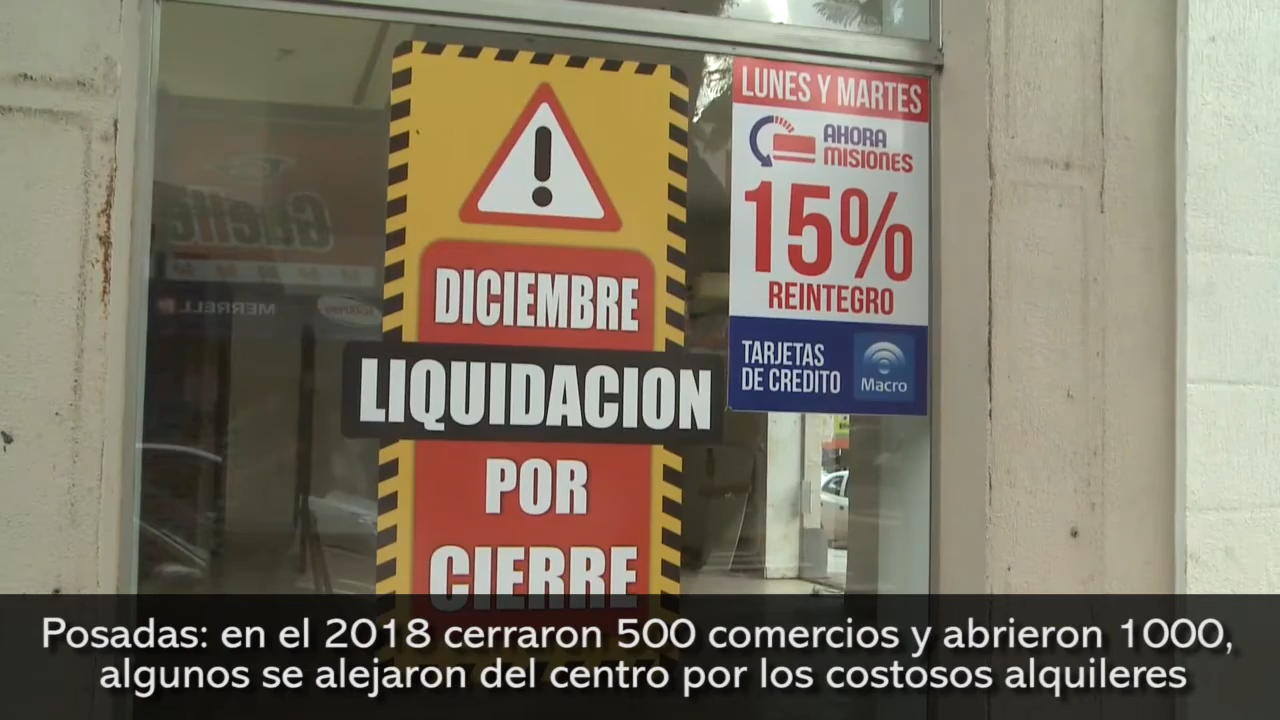 LUNES Y MARTES
AHORA
MISIONES
15%
REINTEGRO
TARJETAS
DE CREDITO
Macro
DICIEMBRE
LIQUIDACION
POR
CIERRE
MERRELL
Posadas: en el 2018 cerraron 500 comercios y abrieron 1000,
algunos se alejaron del centro por los costosos alquileres